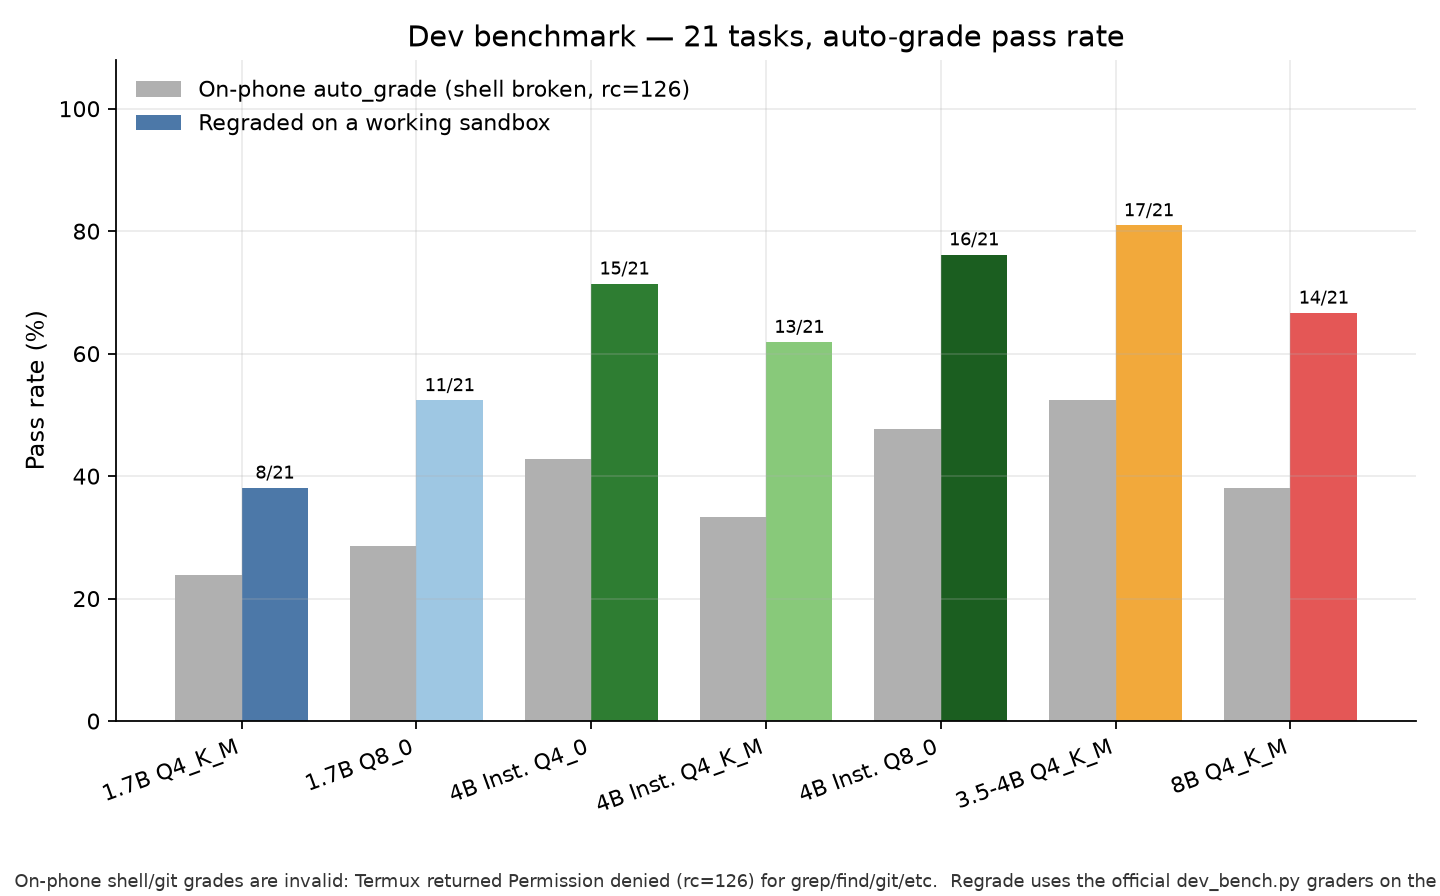 Dev benchmark — 21 tasks, auto-grade pass rate
On-phone auto_grade (shell broken, rc=126)
Regraded on a working sandbox
Pass rate (%)
100
80
60
40
20
0
8/21
11/21
15/21
13/21
16/21
17/21
14/21
1.7B Q4_K_M
1.7B Q8_0
4B Inst. Q4_0
4B Inst. Q4_K_M
4B Inst. Q8_0
3.5-4B Q4_K_M
8B Q4_K_M
On-phone shell/git grades are invalid: Termux returned Permission denied (rc=126) for grep/find/git/etc.  Regrade uses the official dev_bench.py graders on the